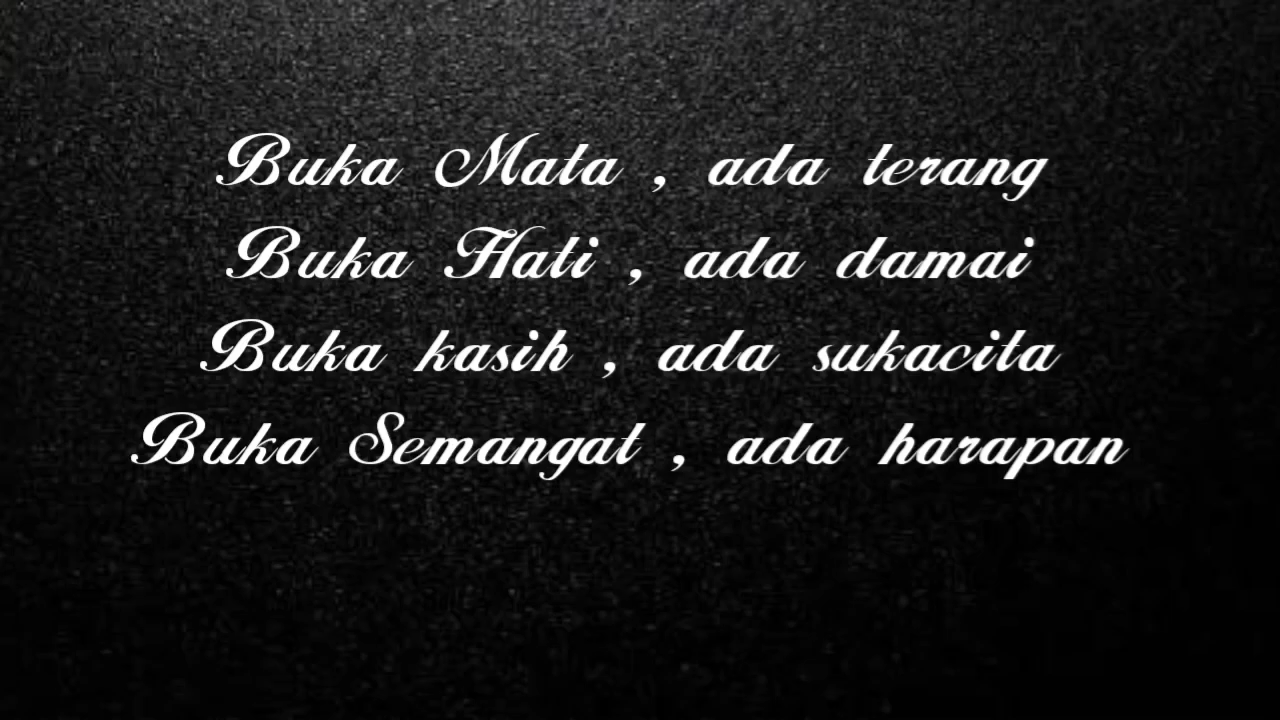 Buka Mata , ada terang
Buka Hati , ada damai
Buka kasih , ada sukacita
Buka Semangat , ada harapan